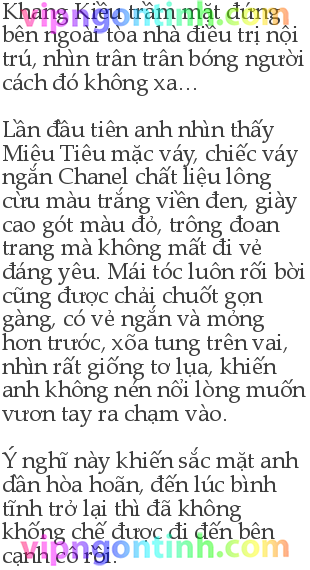 Khang Kiều trầm mặt đứng
bên ngoài tòa nhà điều trị nội
trú, nhìn trân trân bóng người
cách đó không xa…
Lần đầu tiên anh nhìn thấy
Miêu Tiêu mặc váy, chiếc váy
ngắn Chanel chất liệu lông
cừu màu trắng viền đen, giày
cao gót màu đỏ, trông đoan
trang mà không mất đi vẻ
đáng yêu. Mái tóc luôn rối bời
cũng được chải chuốt gọn
gàng, có vẻ ngắn và mỏng
hơn trước, xõa tung trên vai,
nhìn rất giống tơ lụa, khiến
anh không nén nổi lòng muốn
vươn tay ra chạm vào.
Ý nghĩ này khiến sắc mặt anh
dần hòa hoãn, đến lúc bình
tĩnh trở lại thì đã không
khống chế được đi đến bên
cạnh cô rồi.
vipngontinh.com
vipngontinh.com